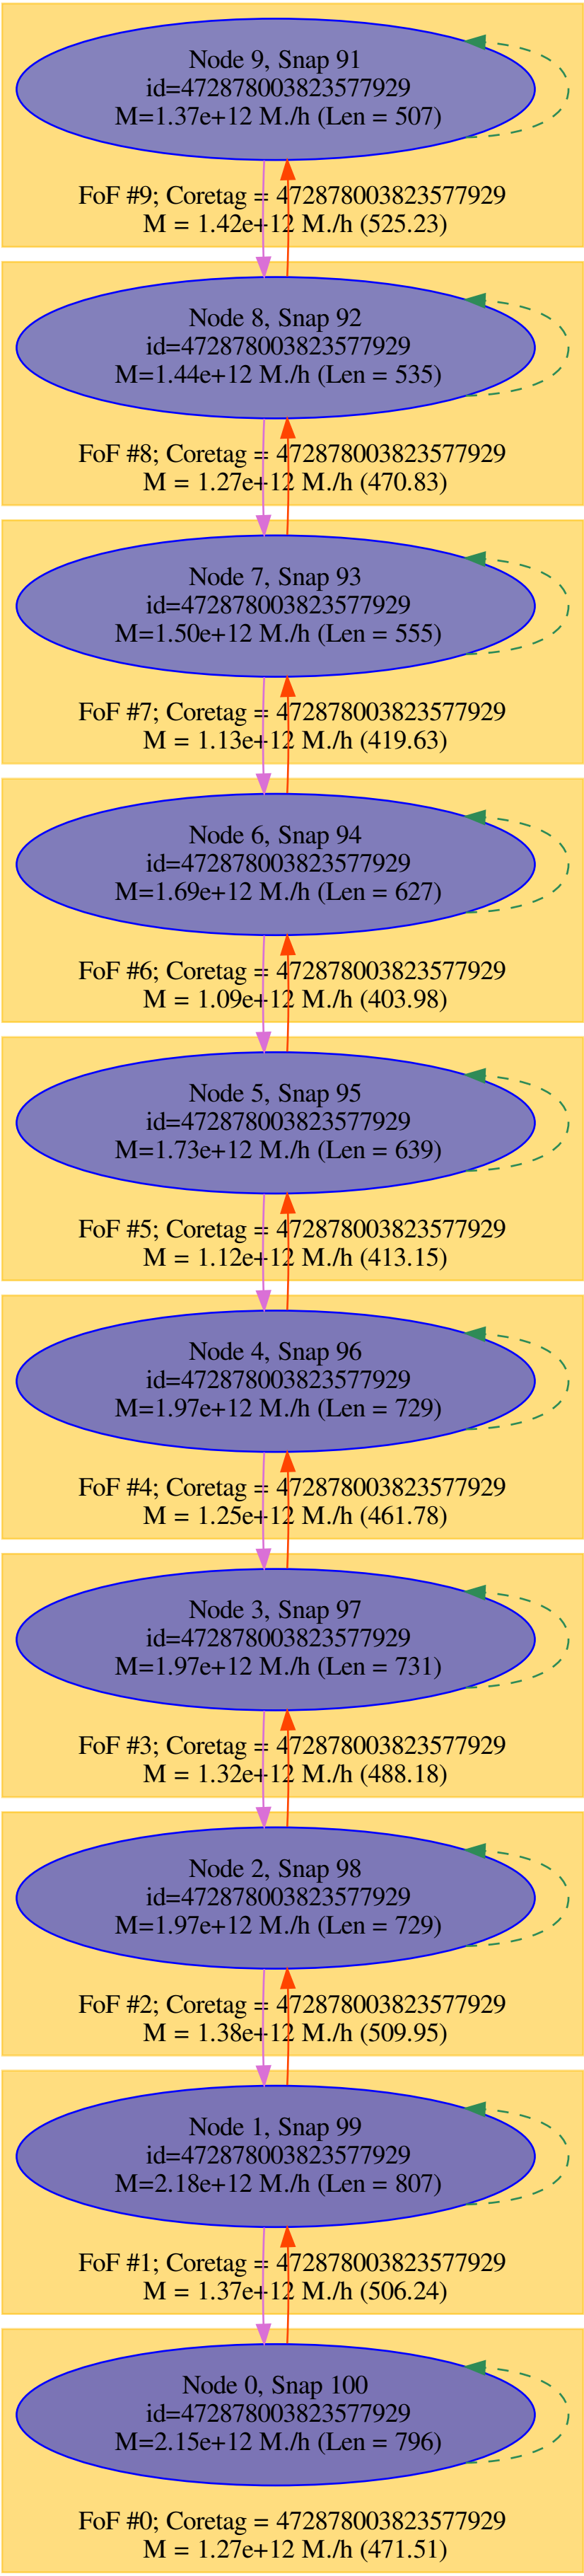 Node 9, Snap 91
id=472878003823577929
M=1.37e+12 M./h (Len = 507)
FoF #9; Coretag = 472878003823577929
M = 1.42e+12 M./h (525.23)
Node 8, Snap 92
id=472878003823577929
M=1.44e+12 M./h (Len = 535)
FoF #8; Coretag = 472878003823577929
M = 1.27e+12 M./h (470.83)
Node 7, Snap 93
id=472878003823577929
M=1.50e+12 M./h (Len = 555)
FoF #7; Coretag = 472878003823577929
M = 1.13e+12 M./h (419.63)
Node 6, Snap 94
id=472878003823577929
M=1.69e+12 M./h (Len = 627)
FoF #6; Coretag = 472878003823577929
M = 1.09e+12 M./h (403.98)
Node 5, Snap 95
id=472878003823577929
M=1.73e+12 M./h (Len = 639)
FoF #5; Coretag = 472878003823577929
M = 1.12e+12 M./h (413.15)
Node 4, Snap 96
id=472878003823577929
M=1.97e+12 M./h (Len = 729)
FoF #4; Coretag = 472878003823577929
M = 1.25e+12 M./h (461.78)
Node 3, Snap 97
id=472878003823577929
M=1.97e+12 M./h (Len = 731)
FoF #3; Coretag = 472878003823577929
M = 1.32e+12 M./h (488.18)
Node 2, Snap 98
id=472878003823577929
M=1.97e+12 M./h (Len = 729)
FoF #2; Coretag = 472878003823577929
M = 1.38e+12 M./h (509.95)
Node 1, Snap 99
id=472878003823577929
M=2.18e+12 M./h (Len = 807)
FoF #1; Coretag = 472878003823577929
M = 1.37e+12 M./h (506.24)
Node 0, Snap 100
id=472878003823577929
M=2.15e+12 M./h (Len = 796)
FoF #0; Coretag = 472878003823577929
M = 1.27e+12 M./h (471.51)